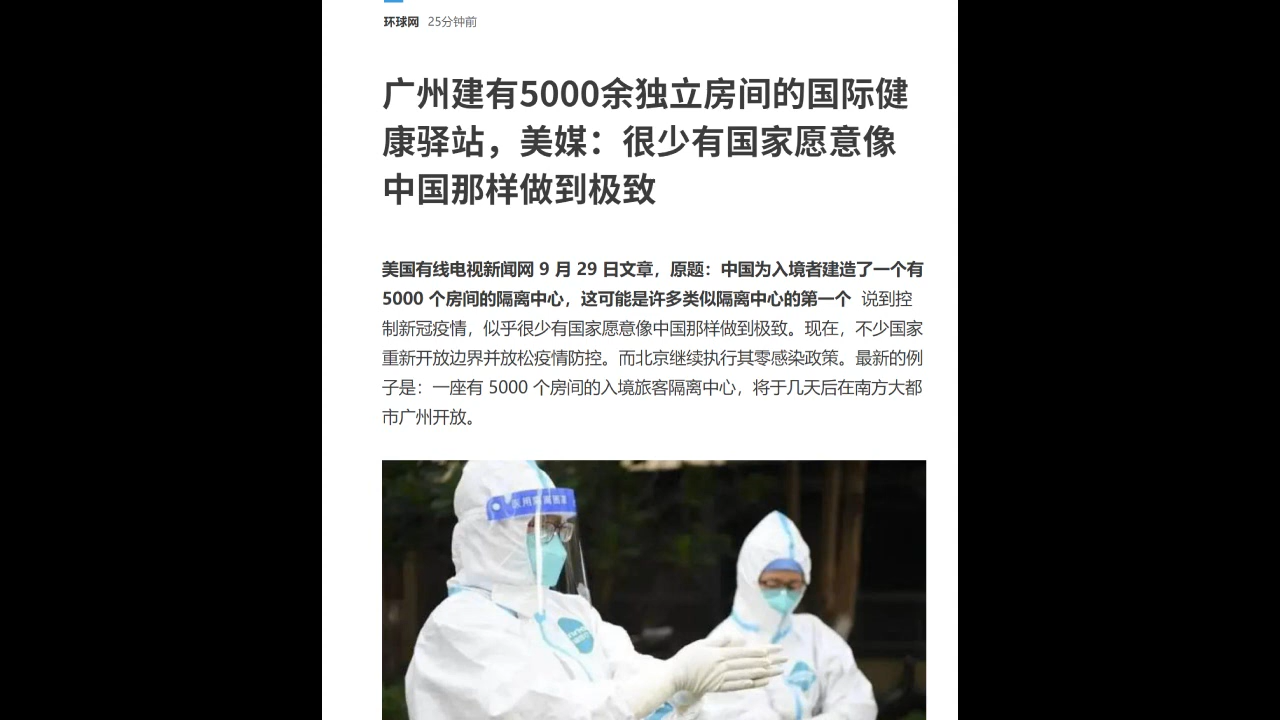 环球网 25分钟前
广州建有5000余独立房间的国际健
康驿站，美媒：很少有国家愿意像
中国那样做到极致
美国有线电视新闻网 9 月 29 日文章，原题：中国为入境者建造了一个有
5000 个房间的隔离中心，这可能是许多类似隔离中心的第一个 说到控
制新冠疫情，似乎很少有国家愿意像中国那样做到极致。现在，不少国家
重新开放边界并放松疫情防控。而北京继续执行其零感染政策。最新的例
子是：一座有 5000 个房间的入境旅客隔离中心，将于几天后在南方大都
市广州开放。